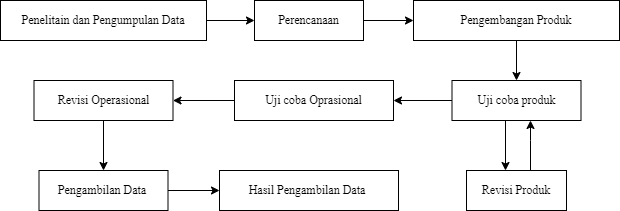 Penelitain dan Pengumpulan Data
Perencanaan
Pengembangan Produk
Revisi Operasional
Uji coba Oprasional
Uji coba produk
Pengambilan Data
Hasil Pengambilan Data
Revisi Produk